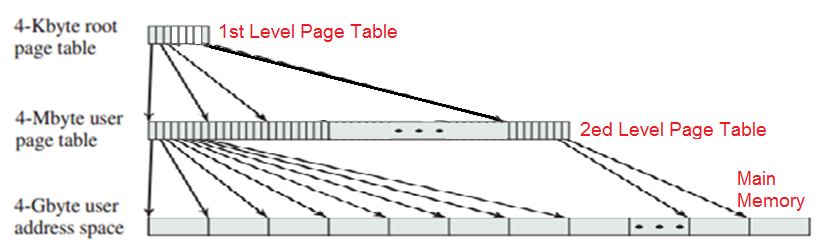 4-Kbyte root
page table
1st Level Page Table
4-Mbyte user
page table
2ed Level Page Table
Main
Memory
4-Gbyte user
address space